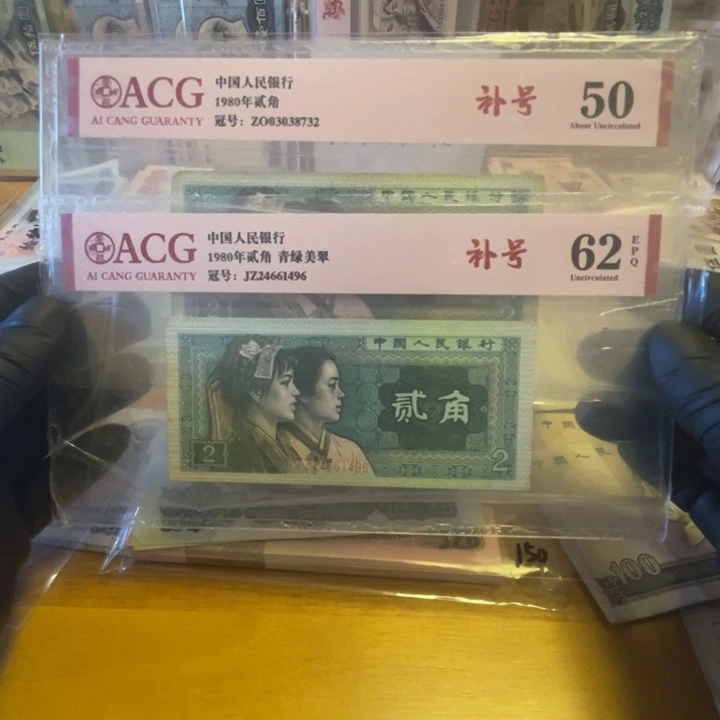 ACG
AI CANG GUARANTY
中国人民银行
1980年贰角
冠号：ZO03038732
补号
50
About Uncirculated
ACG
AI CANG GUARANTY
中国人民银行
1980年贰角 青绿美翠
冠号：JZ24661496
补号
62
EPQ
Uncirculated
2
中國人民銀行
贰角
2
2
150
100